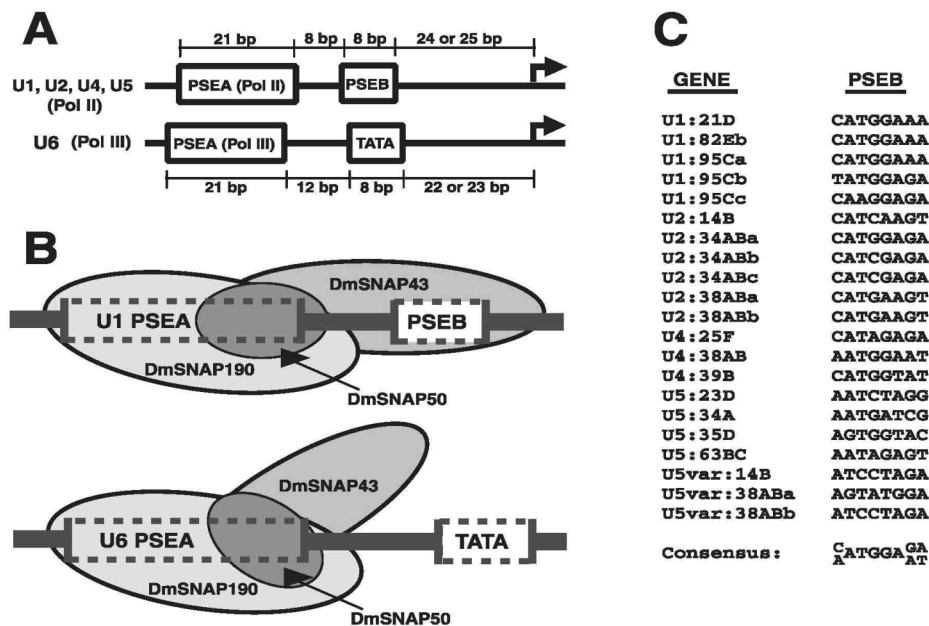 A
21 bp 8 bp 8 bp 24 or 25 bp
U1, U2, U4, U5
(Pol II)
PSEA (Pol II) PSEB
U6 (Pol III)
PSEA (Pol III) TATA
21 bp 12 bp 8 bp 22 or 23 bp
B
DmSNAP43
U1 PSEA PSEB
DmSNAP190
DmSNAP50
DmSNAP43
U6 PSEA TATA
DmSNAP190
DmSNAP50
C
GENE PSEB
U1:21D CATGGAAA
U1:82Eb CATGGAAA
U1:95Ca CATGGAAA
U1:95Cb TATGGAGA
U1:95Cc CAAGGAGA
U2:14B CATCAAGT
U2:34ABa CATGGAGA
U2:34ABb CATCGAGA
U2:34ABc CATCGAGA
U2:38ABa CATGAAGT
U2:38ABb CATGAAGT
U4:25F CATAGAGA
U4:38AB AATGGAAT
U4:39B CATGGTAT
U5:23D AATCTAGG
U5:34A AATGATCG
U5:35D AGTGGTAC
U5:63BC AATAGAGT
U5var:14B ATCCTAGA
U5var:38ABa AGTATGGA
U5var:38ABb ATCCTAGA
Consensus: CATGGAGA
A AT